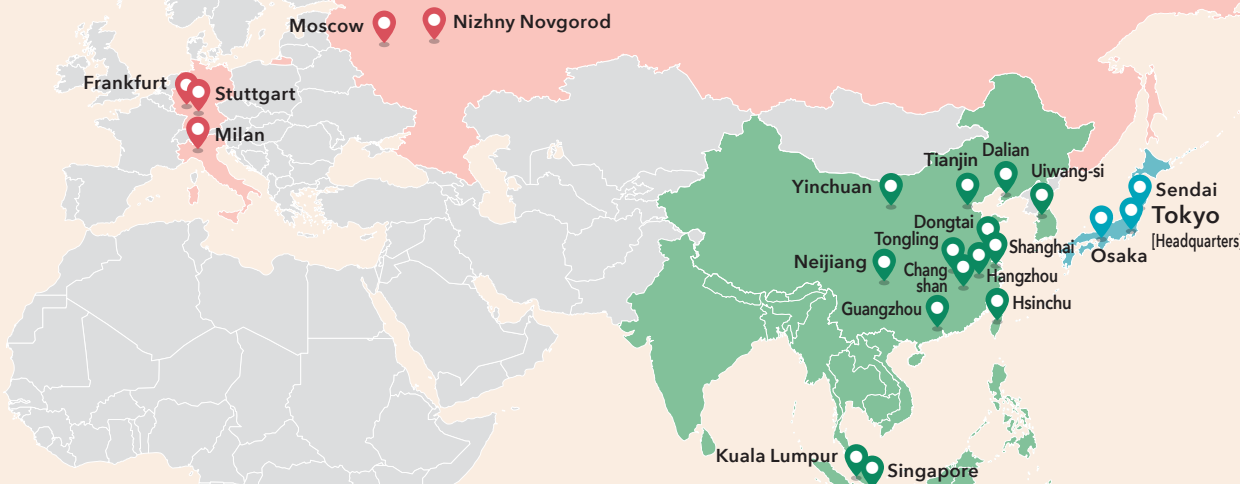 Moscow
Nizhny Novgorod
Frankfurt
Stuttgart
Milan
Dalian
Tianjin
Uiwang-si
Yinchuan
Sendai
Tokyo
[Headquarters]
Dongtai
Tongling
Shanghai
Osaka
Neijiang
Chang
shan
Hangzhou
Guangzhou
Hsinchu
Kuala Lumpur
Singapore